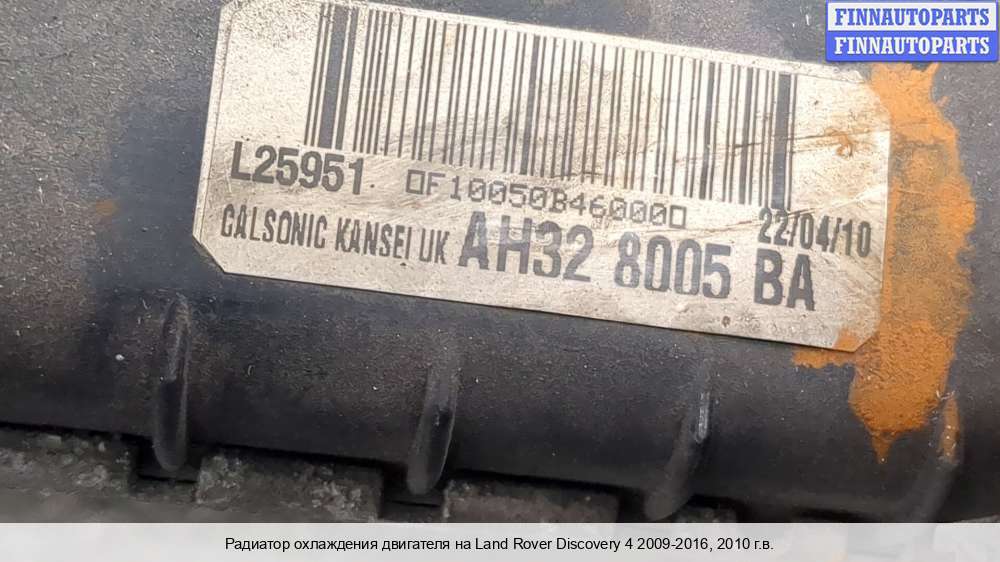 FINNAUTOPARTS
FINNAUTOPARTS
L25951 F10050B46000
22/04/10
CALSONIC KANSEI UK AH32 8005 BA
Радиатор охлаждения двигателя на Land Rover Discovery 4 2009-2016, 2010 г.в.